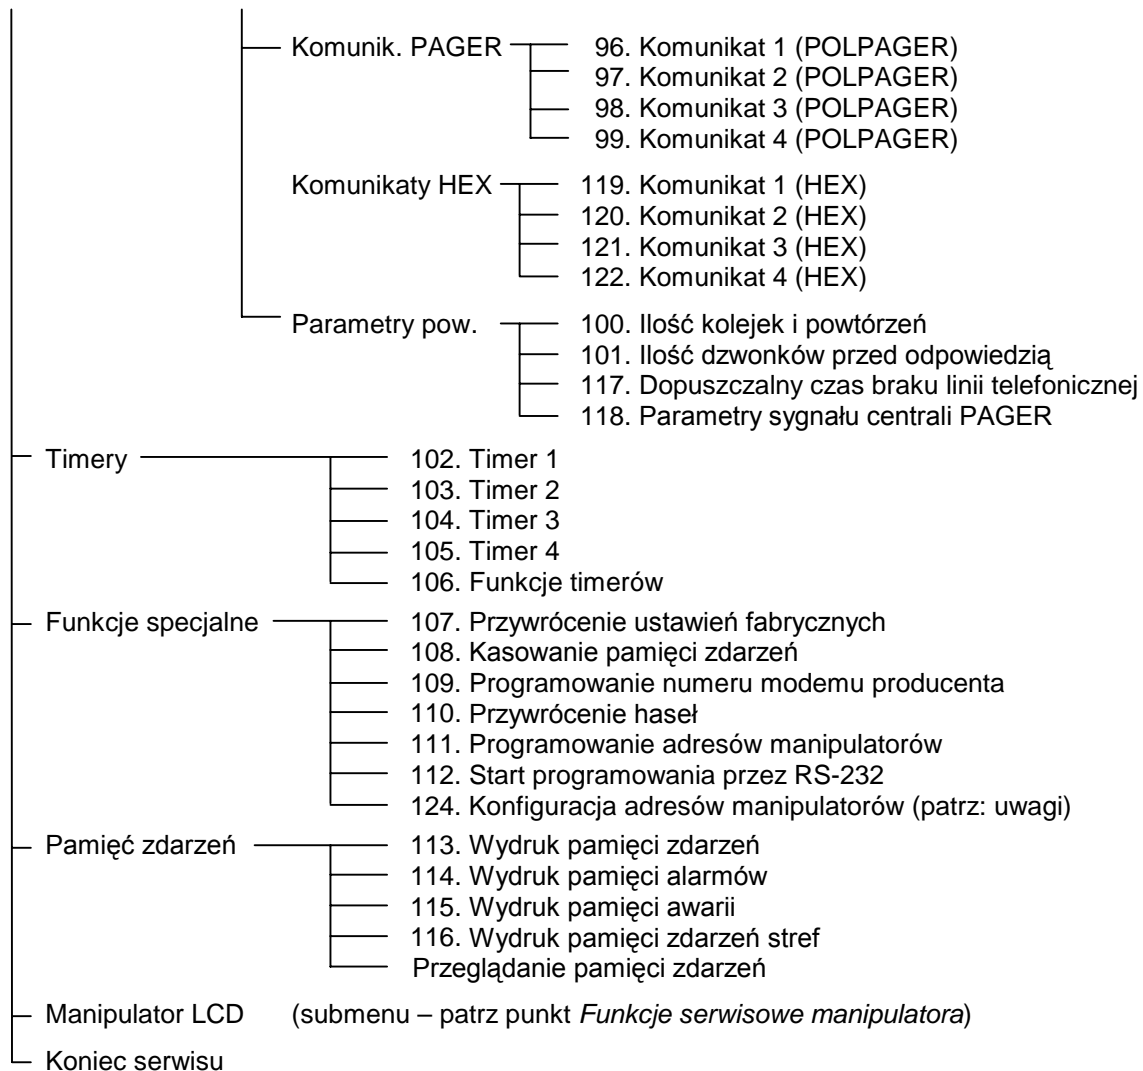 Komunik. PAGER 96. Komunikat 1 (POLPAGER)
97. Komunikat 2 (POLPAGER)
98. Komunikat 3 (POLPAGER)
99. Komunikat 4 (POLPAGER)
Komunikaty HEX 119. Komunikat 1 (HEX)
120. Komunikat 2 (HEX)
121. Komunikat 3 (HEX)
122. Komunikat 4 (HEX)
Parametry pow. 100. Ilość kolejek i powtórzeń
101. Ilość dzwonków przed odpowiedzią
117. Dopuszczalny czas braku linii telefonicznej
118. Parametry sygnału centrali PAGER
Timery 102. Timer 1
103. Timer 2
104. Timer 3
105. Timer 4
106. Funkcje timerów
Funkcje specjalne 107. Przywrócenie ustawień fabrycznych
108. Kasowanie pamięci zdarzeń
109. Programowanie numeru modemu producenta
110. Przywrócenie haseł
111. Programowanie adresów manipulatorów
112. Start programowania przez RS-232
124. Konfiguracja adresów manipulatorów (patrz: uwagi)
Pamięć zdarzeń 113. Wydruk pamięci zdarzeń
114. Wydruk pamięci alarmów
115. Wydruk pamięci awarii
116. Wydruk pamięci zdarzeń stref
Przeglądanie pamięci zdarzeń
Manipulator LCD (submenu – patrz punkt Funkcje serwisowe manipulatora)
Koniec serwisu